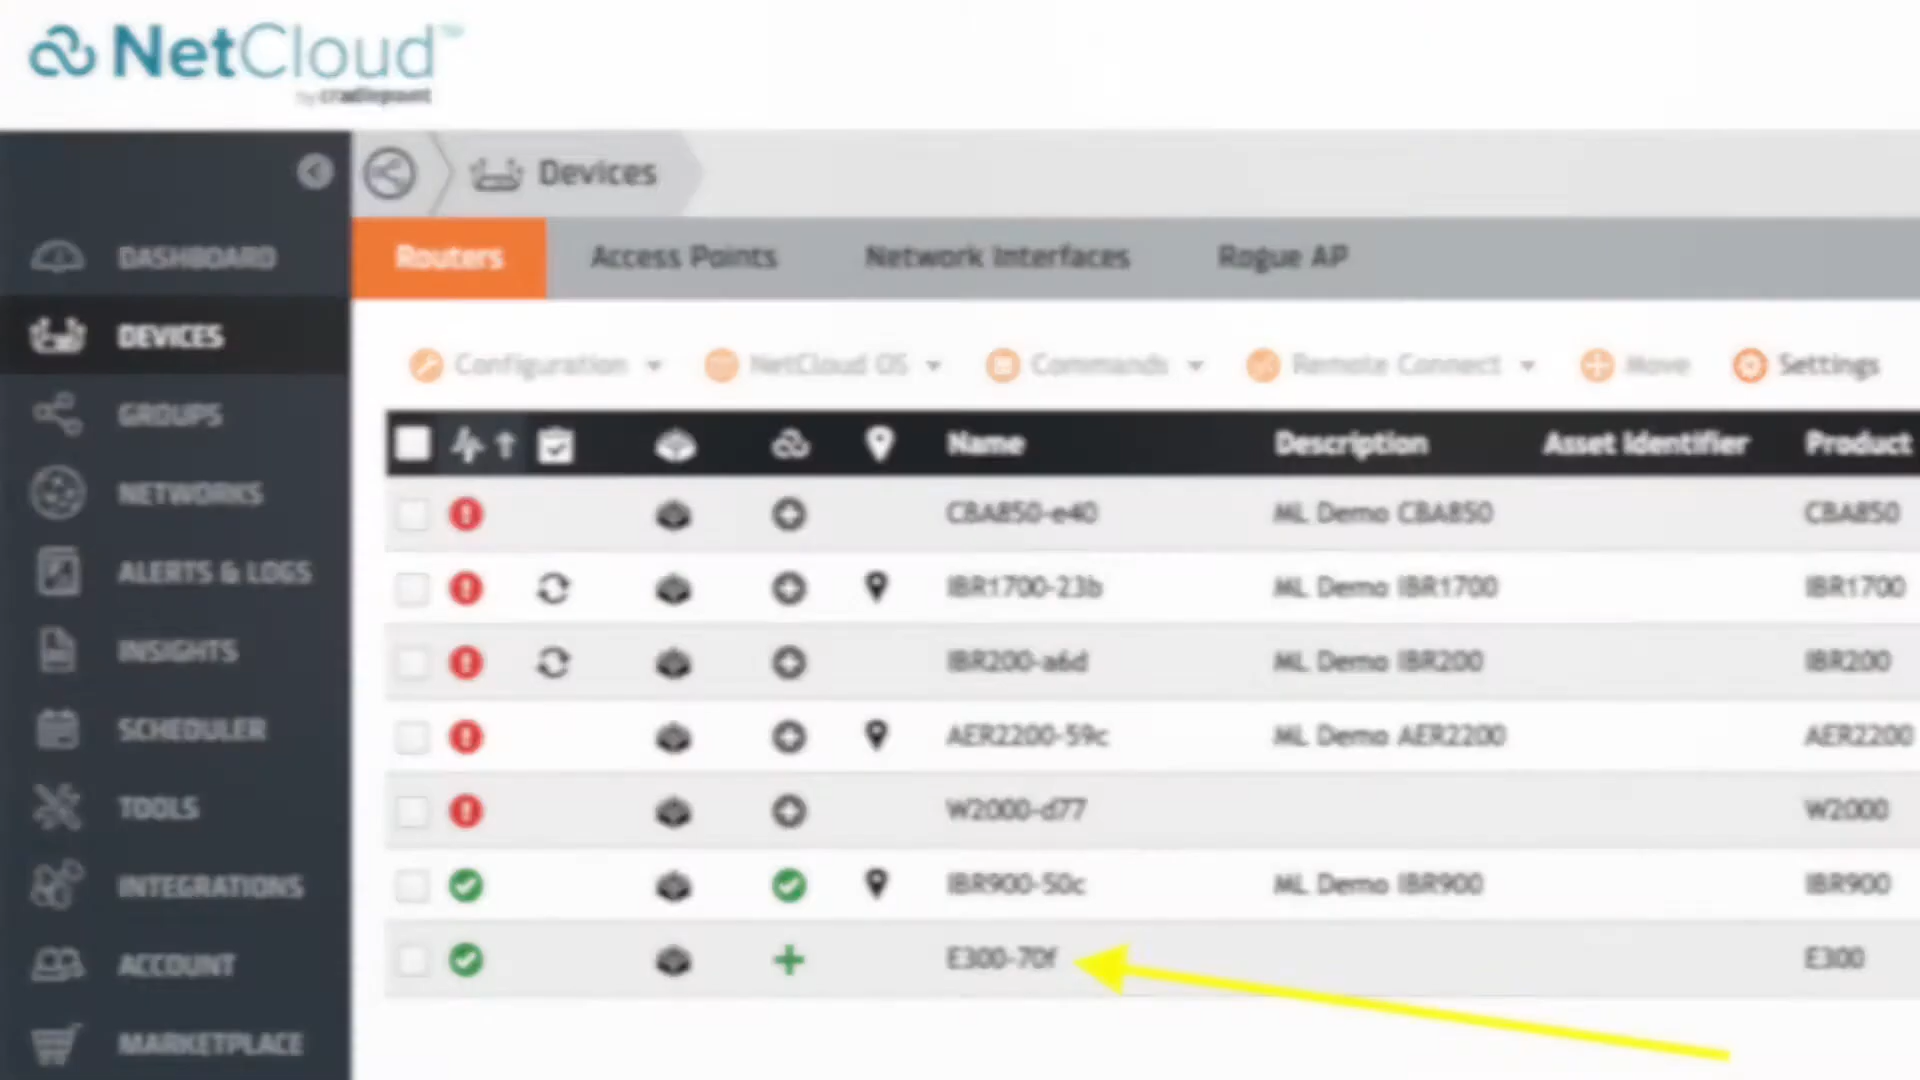 NetCloud™
by cradlepoint
Devices
Routers Access Points Network Interfaces Rogue AP
Configuration NetCloud OS Commands Remote Connect Move Settings
Name Description Asset Identifier Product
CBA850-e40 ML Demo CBA850 CBA850
IBR1700-23b ML Demo IBR1700 IBR1700
IBR200-a6d ML Demo IBR200 IBR200
AER2200-59c ML Demo AER2200 AER2200
W2000-d77 W2000
IBR900-50c ML Demo IBR900 IBR900
E300-70f E300
DASHBOARD
DEVICES
GROUPS
NETWORKS
ALERTS & LOGS
INSIGHTS
SCHEDULER
TOOLS
INTEGRATIONS
ACCOUNT
MARKETPLACE